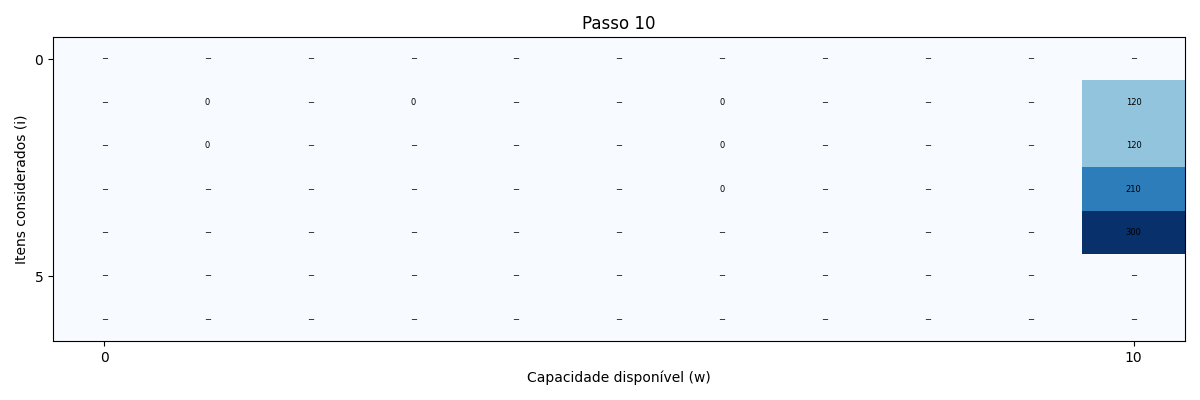 Passo 10
0 – – – – – – – – – – –
– 0 – 0 – – 0 – – – 120
– 0 – – – – 0 – – – 120
– – – – – – 0 – – – 210
– – – – – – – – – – 300
5 – – – – – – – – – – –
– – – – – – – – – – –
0 10
Capacidade disponível (w)
Itens considerados (i)